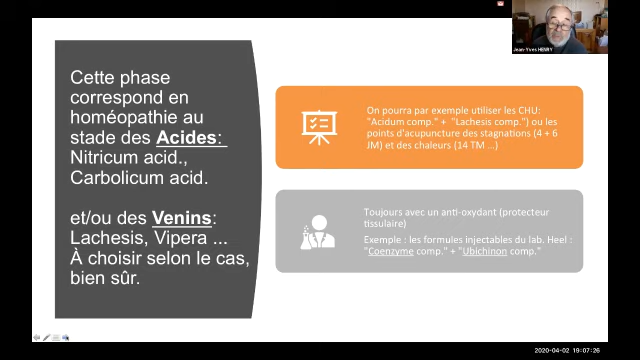 Jean-Yves HENRY
Cette phase
correspond en
homéopathie au
stade des Acides:
Nitricum acid.,
Carbolicum acid.
et/ou des Venins:
Lachesis, Vipera ...
À choisir selon le cas,
bien sûr.
On pourra par exemple utiliser les CHU:
"Acidum comp." + "Lachesis comp.") ou les
points d'acupuncture des stagnations (4 + 6
JM) et des chaleurs (14 TM ...)
Toujours avec un anti-oxydant (protecteur
tissulaire)
Exemple : les formules injectables du lab. Heel :
"Coenzyme comp." + "Ubichinon comp."
2020-04-02 19:07:26